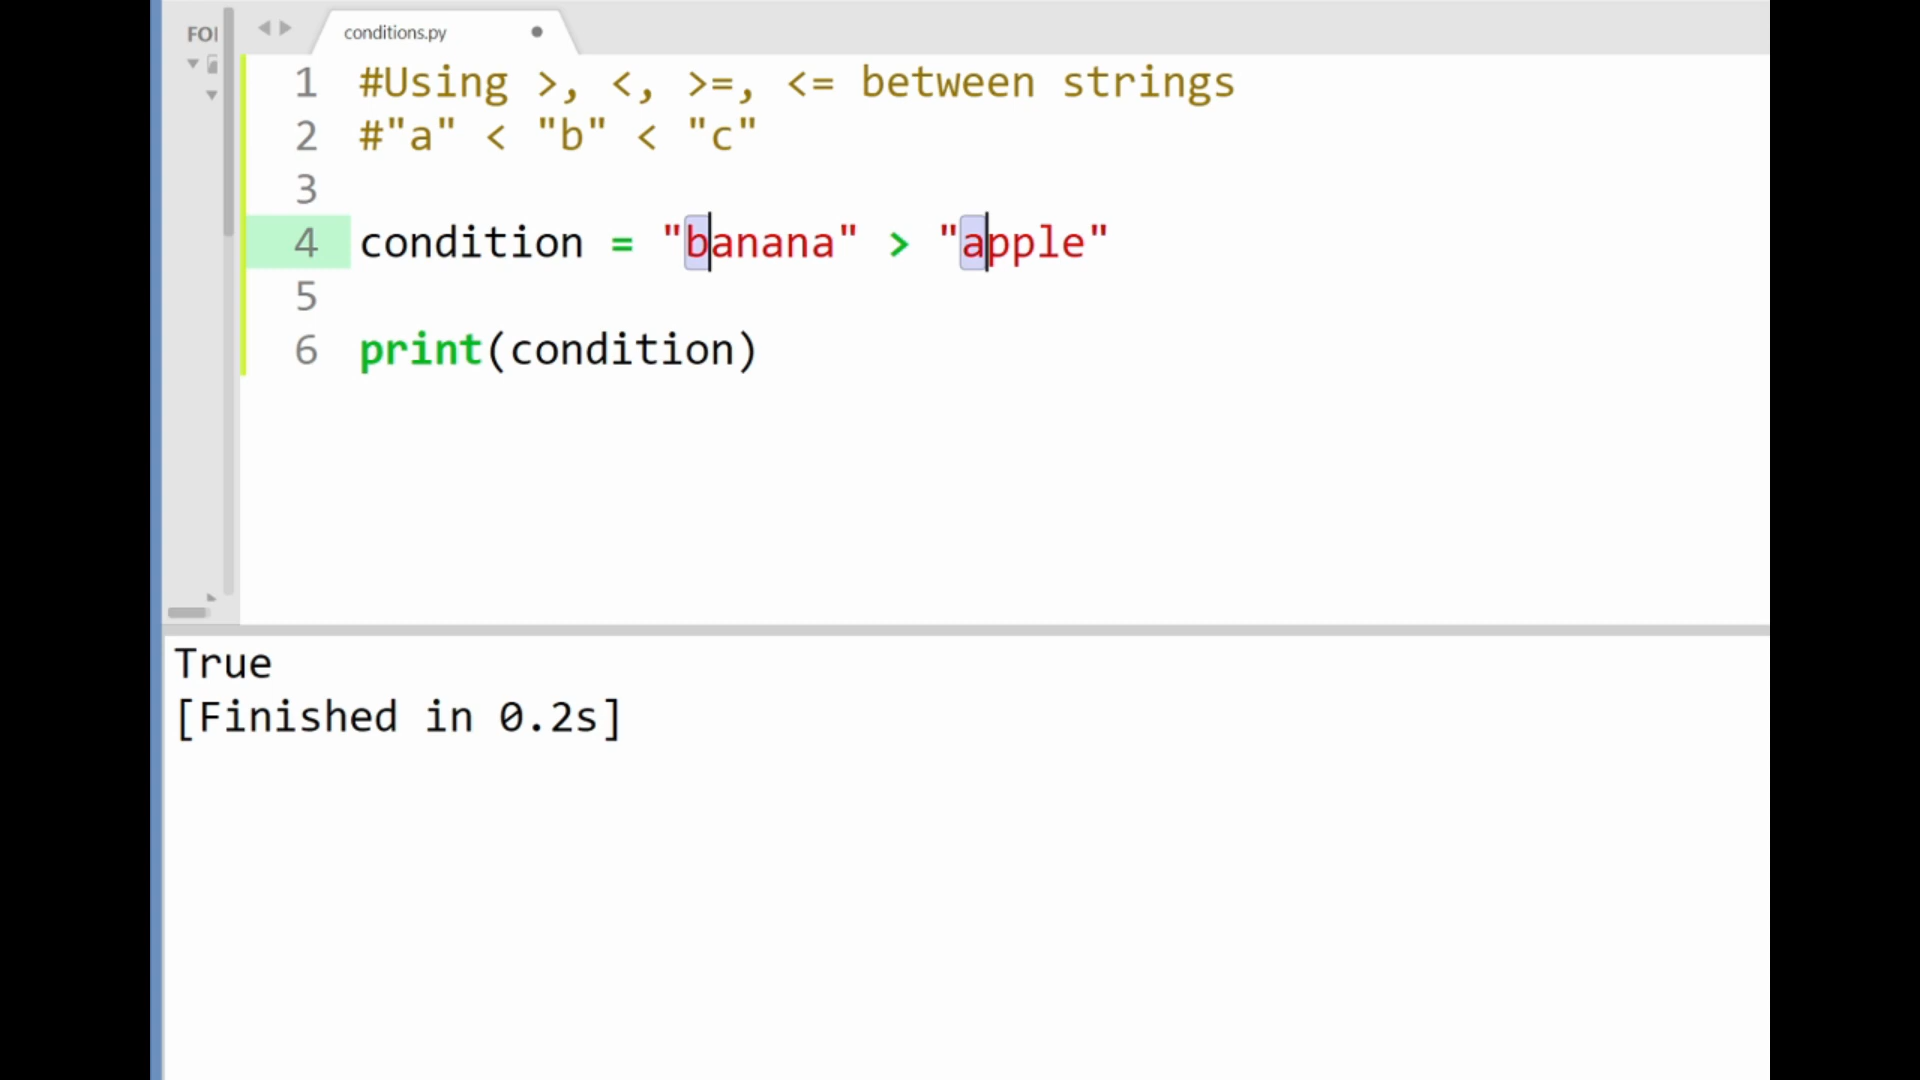 FOI
conditions.py
1 #Using >, <, >=, <= between strings
2 #"a" < "b" < "c"
3
4 condition = "banana" > "apple"
5
6 print(condition)
True
[Finished in 0.2s]